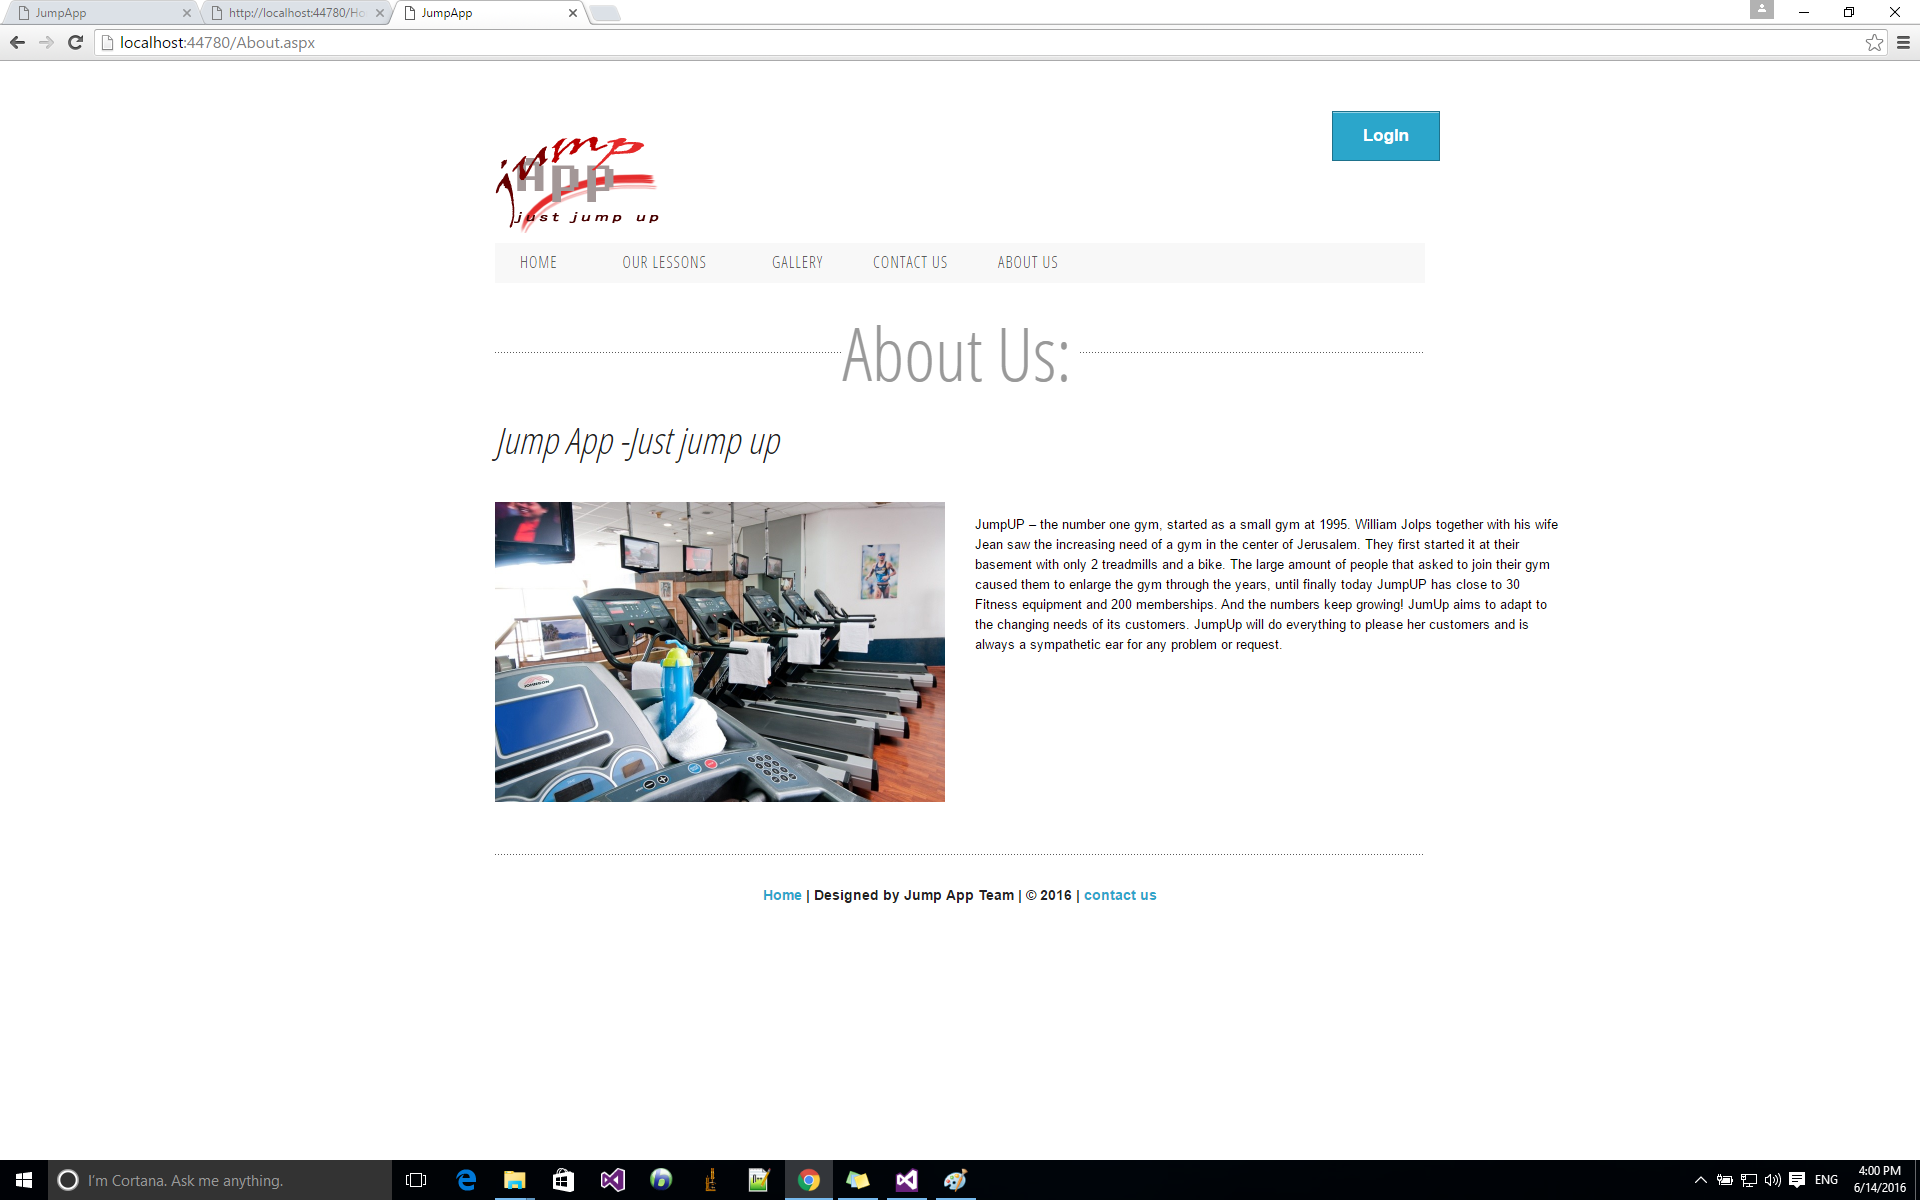 JumpApp
http://localhost:44780/Ho
JumpApp
localhost:44780/About.aspx
LogIn
jump
App
just jump up
HOME
OUR LESSONS
GALLERY
CONTACT US
ABOUT US
About Us:
Jump App -Just jump up
JumpUP – the number one gym, started as a small gym at 1995. William Jolps together with his wife
Jean saw the increasing need of a gym in the center of Jerusalem. They first started it at their
basement with only 2 treadmills and a bike. The large amount of people that asked to join their gym
caused them to enlarge the gym through the years, until finally today JumpUP has close to 30
Fitness equipment and 200 memberships. And the numbers keep growing! JumUp aims to adapt to
the changing needs of its customers. JumpUp will do everything to please her customers and is
always a sympathetic ear for any problem or request.
JOHNSON
Home | Designed by Jump App Team | © 2016 | contact us
I'm Cortana. Ask me anything.
ENG
4:00 PM
6/14/2016